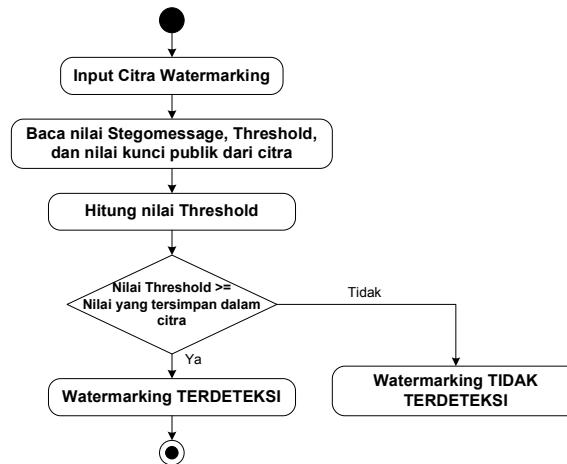 Input Citra Watermarking
Baca nilai Stegomessage, Threshold,
dan nilai kunci publik dari citra
Hitung nilai Threshold
Nilai Threshold >=
Nilai yang tersimpan dalam
citra
Tidak
Ya
Watermarking TERDETEKSI
Watermarking TIDAK
TERDETEKSI